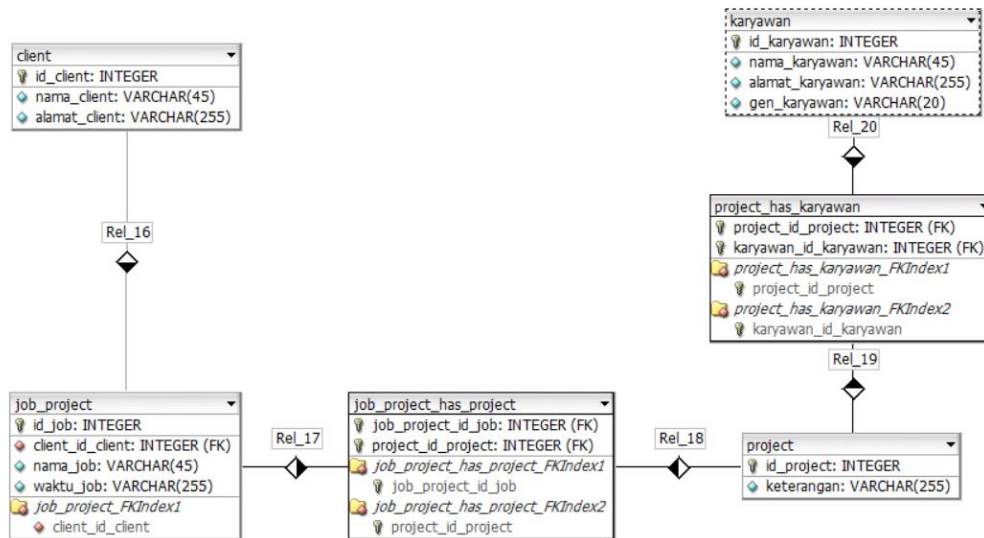 client
id_client: INTEGER
nama_client: VARCHAR(45)
alamat_client: VARCHAR(255)
Rel_16
karyawan
id_karyawan: INTEGER
nama_karyawan: VARCHAR(45)
alamat_karyawan: VARCHAR(255)
gen_karyawan: VARCHAR(20)
Rel_20
project_has_karyawan
project_id_project: INTEGER (FK)
karyawan_id_karyawan: INTEGER (FK)
project_has_karyawan_FKIndex1
project_id_project
project_has_karyawan_FKIndex2
karyawan_id_karyawan
Rel_19
job_project
id_job: INTEGER
client_id_client: INTEGER (FK)
nama_job: VARCHAR(45)
waktu_job: VARCHAR(255)
job_project_FKIndex1
client_id_client
Rel_17
job_project_has_project
job_project_id_job: INTEGER (FK)
project_id_project: INTEGER (FK)
job_project_has_project_FKIndex1
job_project_id_job
job_project_has_project_FKIndex2
project_id_project
Rel_18
project
id_project: INTEGER
keterangan: VARCHAR(255)